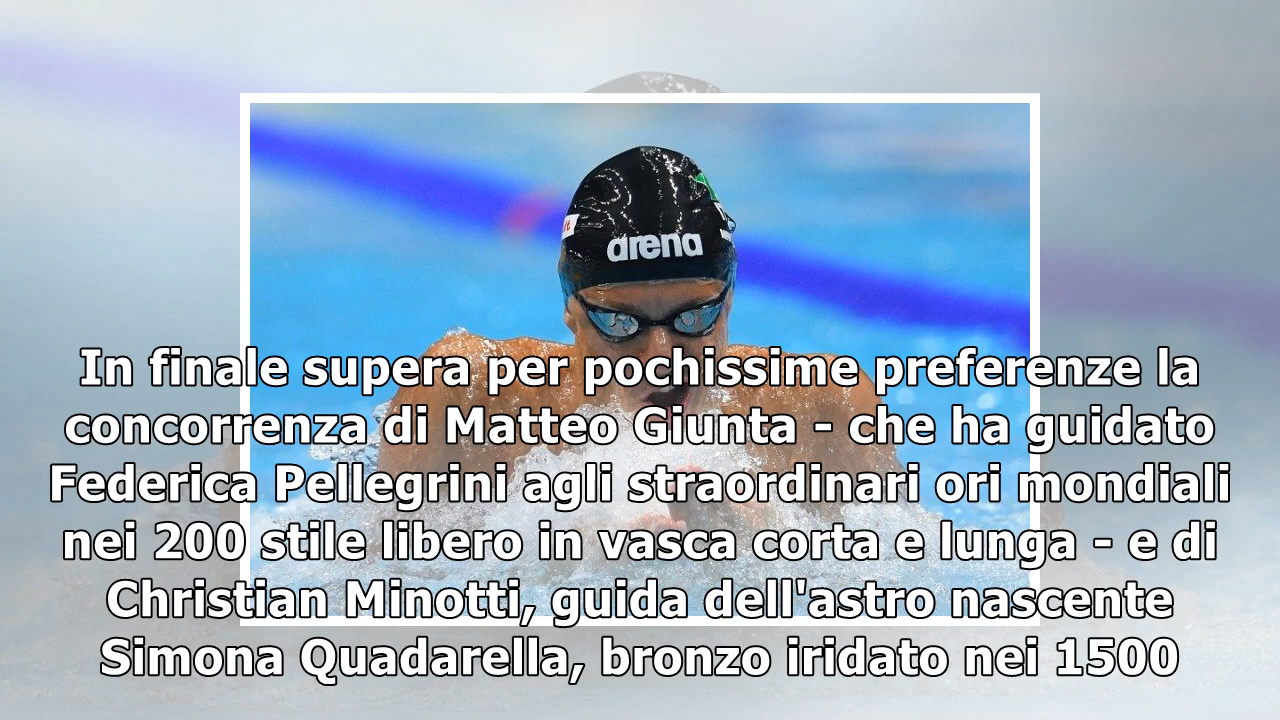 arena
In finale supera per pochissime preferenze la
concorrenza di Matteo Giunta - che ha guidato
Federica Pellegrini agli straordinari ori mondiali
nei 200 stile libero in vasca corta e lunga - e di
Christian Minotti, guida dell'astro nascente
Simona Quadarella, bronzo iridato nei 1500